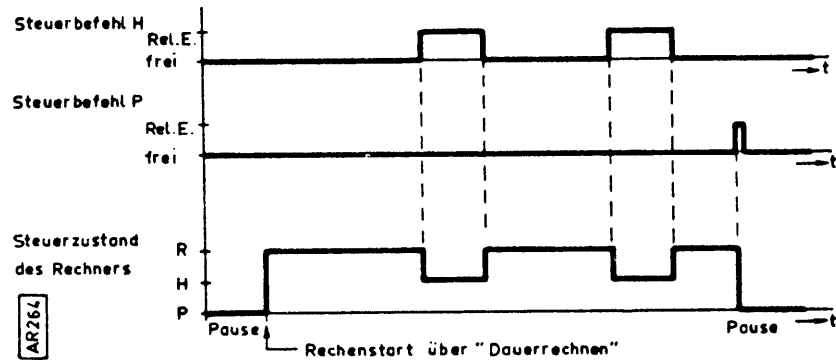 Steuerbefehl H
Rel.E.
frei
t
Steuerbefehl P
Rel.E.
frei
t
Steuerzustand
des Rechners
R
H
P
t
Pause
Pause
Rechenstart über "Dauerrechnen"
AR264